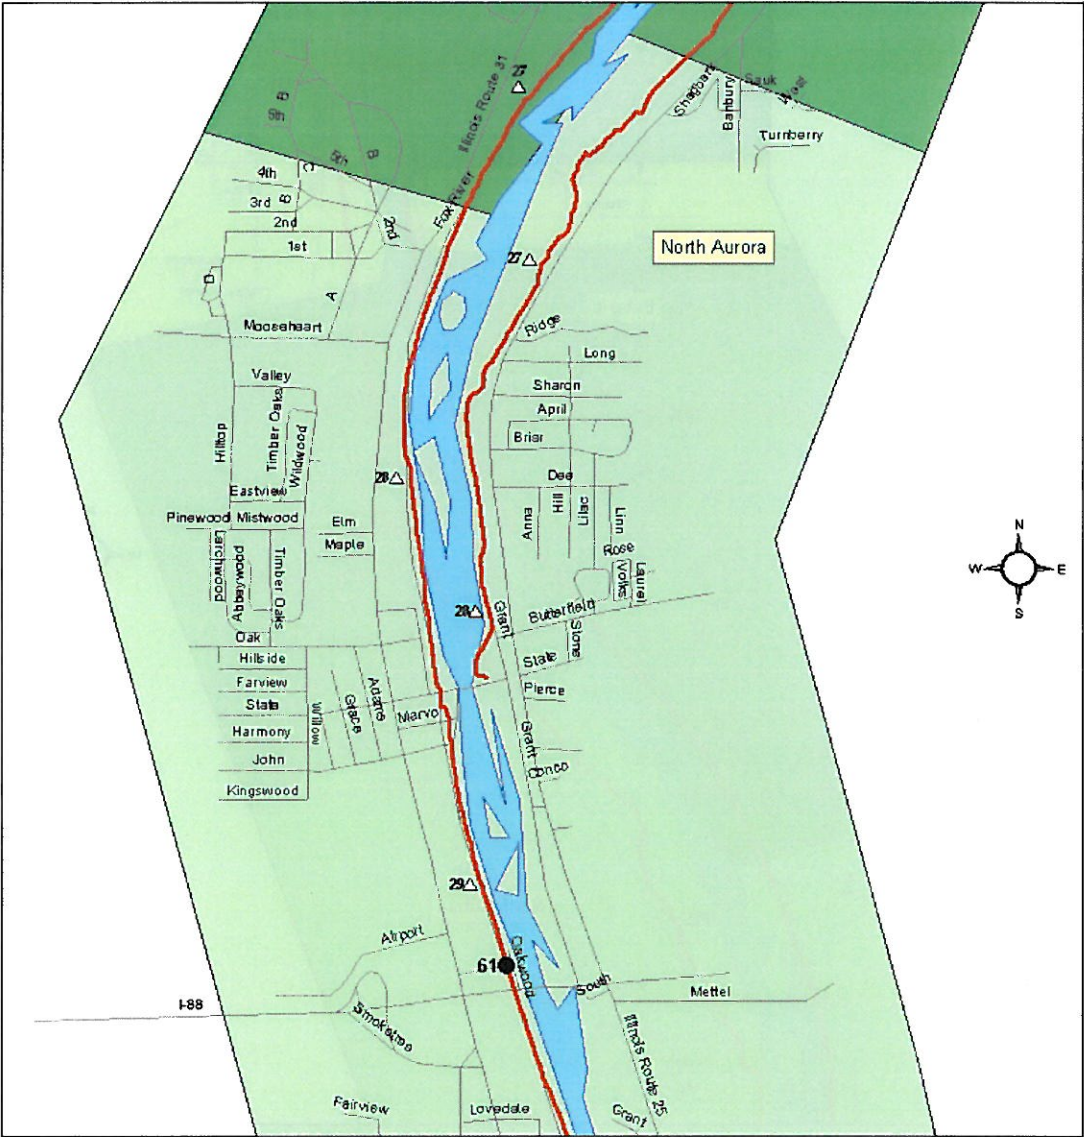 Illinois Route 31
Shagbark
Banbury
Sauk
Turnberry
5th
B
4th
C
3rd
B
2nd
2nd
1st
Fox River
North Aurora
27
D
A
Mooseheart
Ridge
Long
Valley
Sharon
April
Timber Oaks
Wildwood
Hilltop
Briar
28
Dee
Eastview
Pinewood
Mistwood
Elm
Maple
Anna
Hill
Lilac
Linn
Rose
Larchwood
Abbeywood
Timber Oaks
Volks
Laurel
28
Grant
Butterfield
Oak
Stone
Hillside
State
Farview
Pierce
State
Willow
Grace
Adams
Marvo
Harmony
Grant
John
Conco
Kingswood
29
Airport
61
Oakwood
South
Mettel
I-88
Smoketree
Illinois Route 25
Fairview
Lovedale
Grant
N
W
E
S